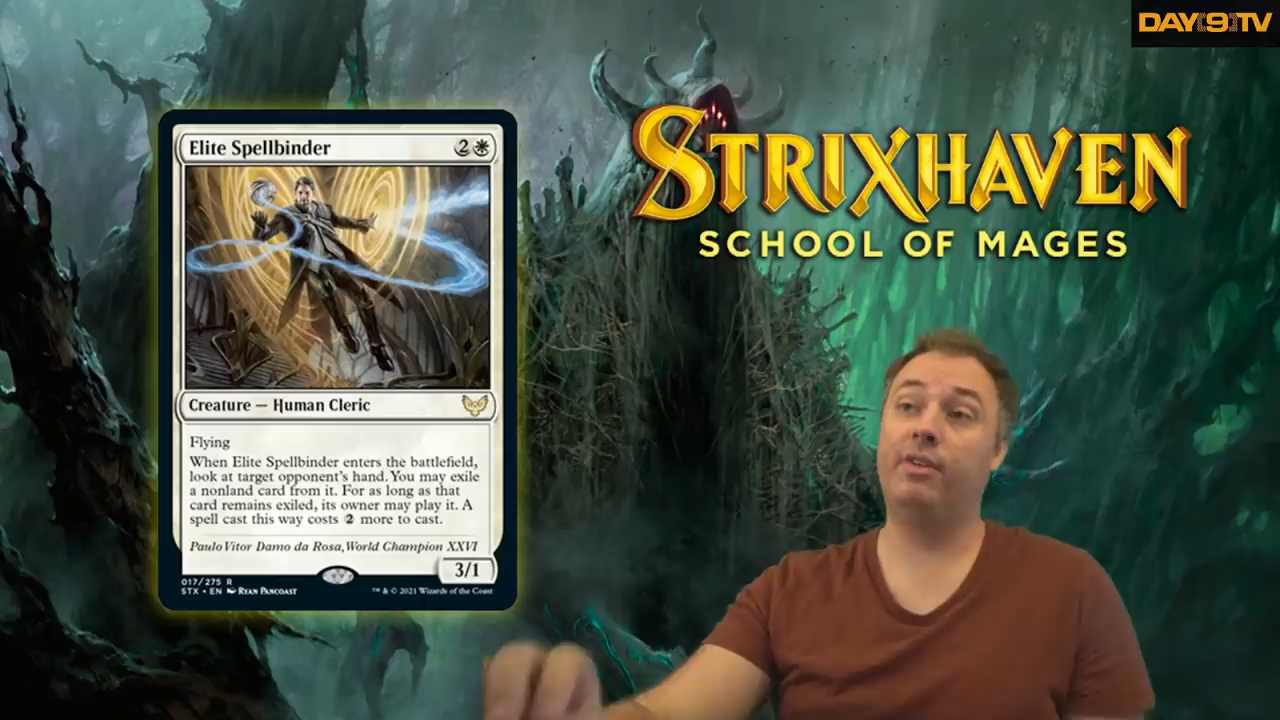 DAY[9]TV
Elite Spellbinder 2
STRIXHAVEN
SCHOOL OF MAGES
Creature — Human Cleric
Flying
When Elite Spellbinder enters the battlefield,
look at target opponent's hand. You may exile
a nonland card from it. For as long as that
card remains exiled, its owner may play it. A
spell cast this way costs 2 more to cast.
Paulo Vitor Damo da Rosa, World Champion XXVI
3/1
017/275 R
STX • EN Ryan Pancoast
™ & © 2021 Wizards of the Coast